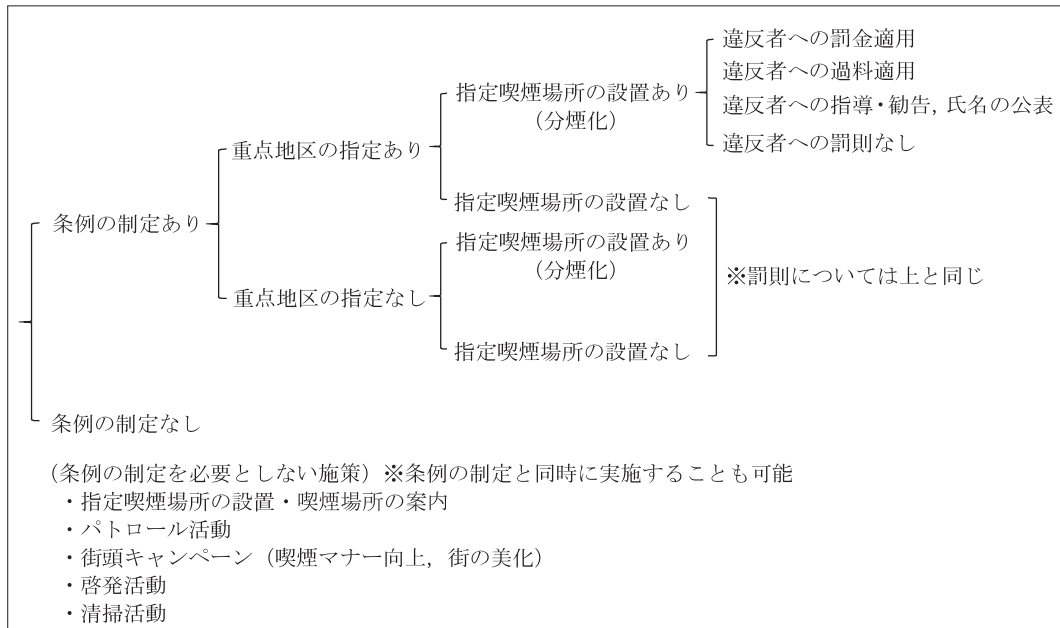 違反者への罰金適用
違反者への過料適用
指定喫煙場所の設置あり
(分煙化)
違反者への指導・勧告, 氏名の公表
違反者への罰則なし
重点地区の指定あり
指定喫煙場所の設置なし
条例の制定あり
指定喫煙場所の設置あり
(分煙化)
※罰則については上と同じ
重点地区の指定なし
指定喫煙場所の設置なし
条例の制定なし
(条例の制定を必要としない施策) ※条例の制定と同時に実施することも可能
・指定喫煙場所の設置・喫煙場所の案内
・パトロール活動
・街頭キャンペーン (喫煙マナー向上, 街の美化)
・啓発活動
・清掃活動